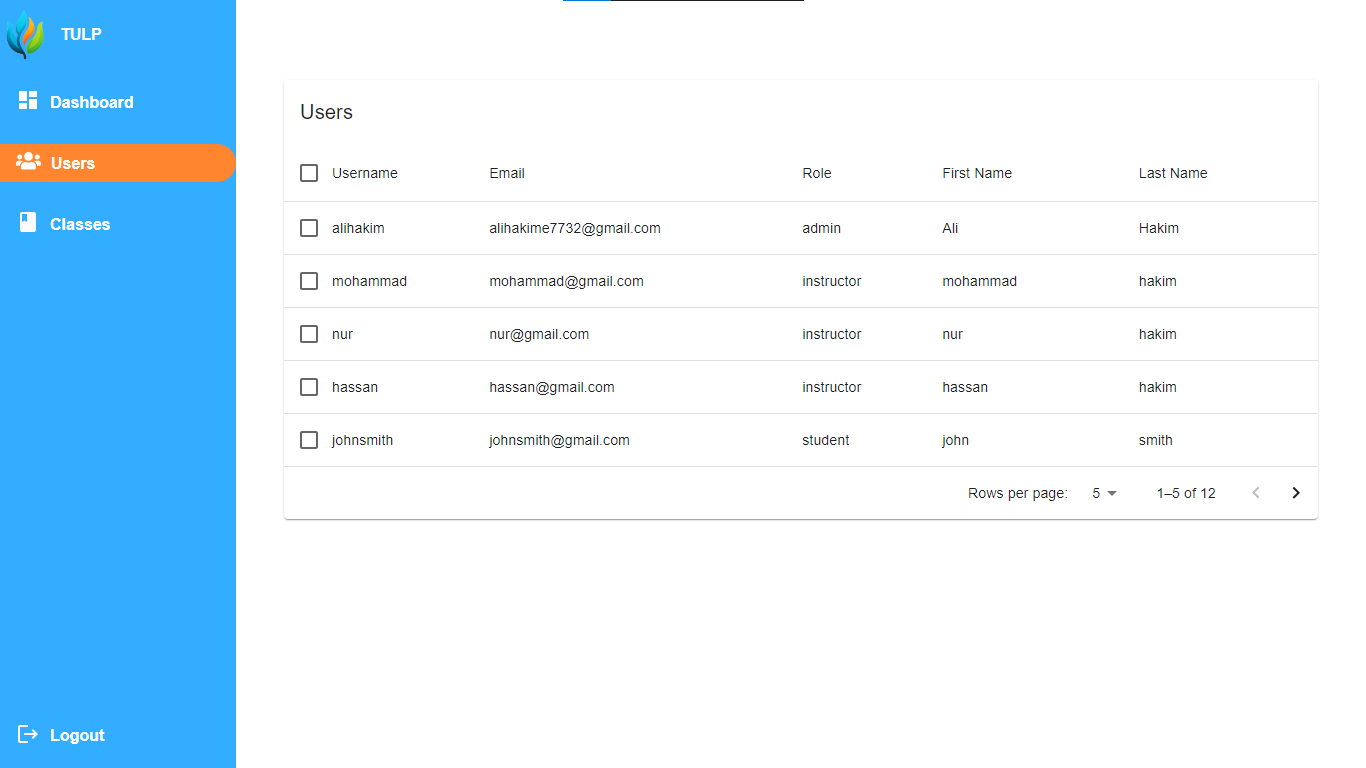 TULP
Dashboard
Users
Classes
Logout
Users
Username Email Role First Name Last Name
alihakim alihakime7732@gmail.com admin Ali Hakim
mohammad mohammad@gmail.com instructor mohammad hakim
nur nur@gmail.com instructor nur hakim
hassan hassan@gmail.com instructor hassan hakim
johnsmith johnsmith@gmail.com student john smith
Rows per page: 5 1–5 of 12